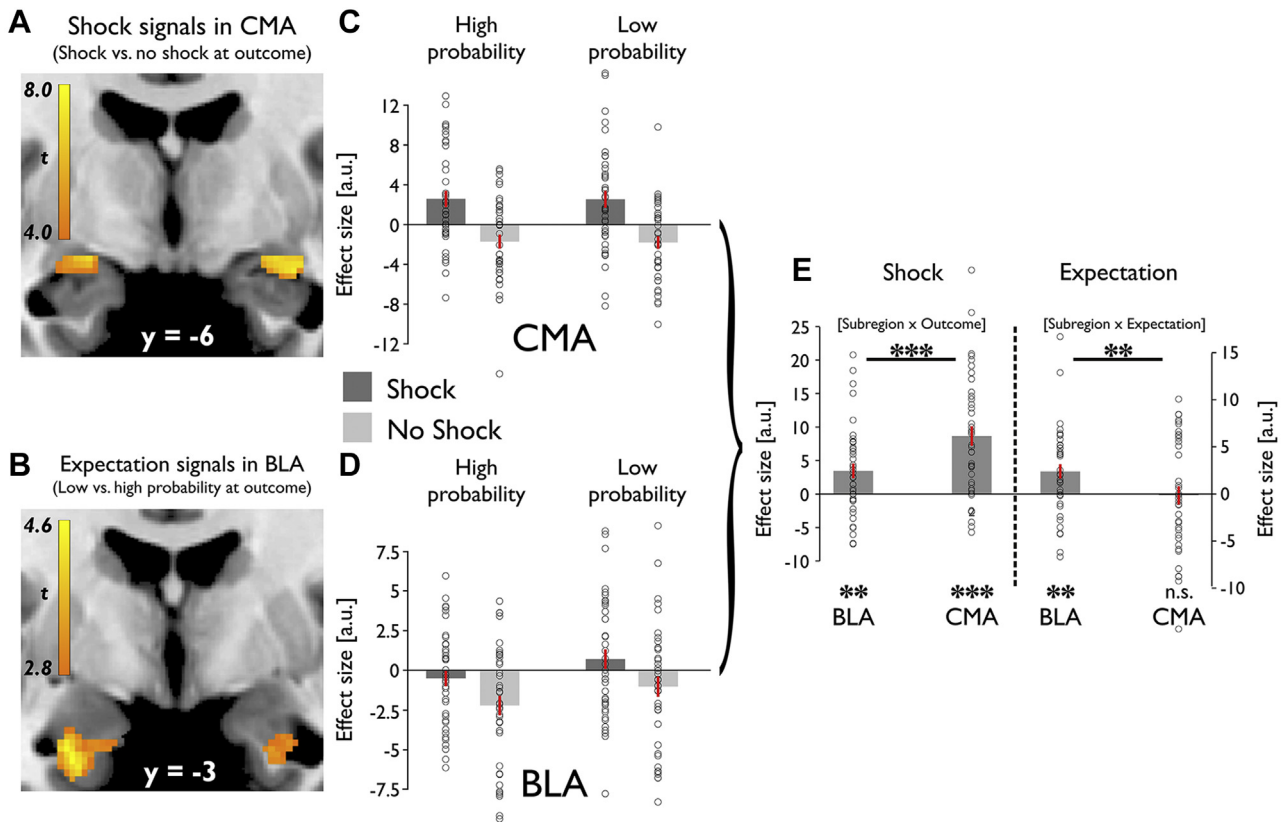 A
Shock signals in CMA
(Shock vs. no shock at outcome)
8.0
t
4.0
y = -6
B
Expectation signals in BLA
(Low vs. high probability at outcome)
4.6
t
2.8
y = -3
C
High
probability
Low
probability
Effect size [a.u.]
12
8
4
0
-4
-8
-12
CMA
Shock
No Shock
D
High
probability
Low
probability
Effect size [a.u.]
7.5
5
2.5
0
-2.5
-5
-7.5
BLA
E
Shock
Expectation
[Subregion x Outcome]
[Subregion x Expectation]
***
**
Effect size [a.u.]
25
20
15
10
5
0
-5
-10
Effect size [a.u.]
15
10
5
0
-5
-10
**
***
**
n.s.
BLA
CMA
BLA
CMA